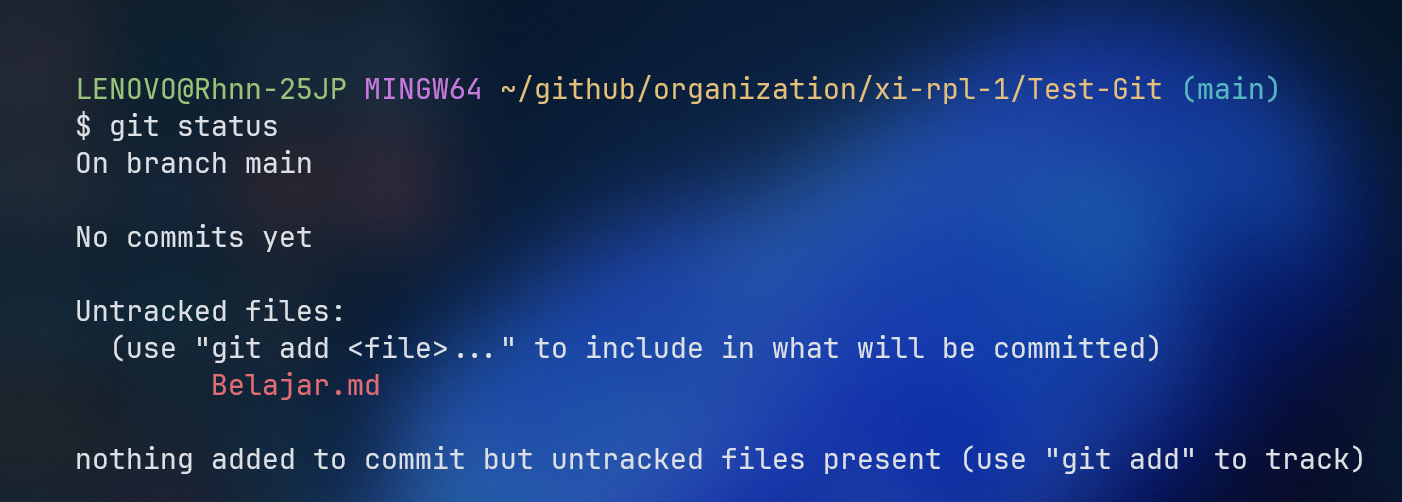 LENOVO@Rhnn-25JP MINGW64 ~/github/organization/xi-rpl-1/Test-Git (main)
$ git status
On branch main
No commits yet
Untracked files:
(use "git add <file>..." to include in what will be committed)
Belajar.md
nothing added to commit but untracked files present (use "git add" to track)